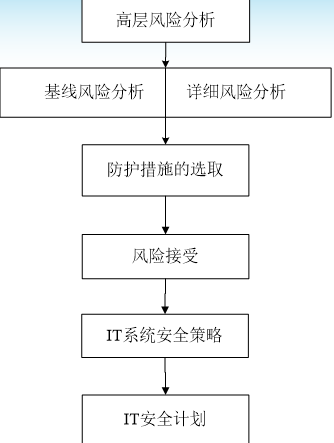 高层风险分析
基线风险分析 详细风险分析
防护措施的选取
风险接受
IT系统安全策略
IT安全计划